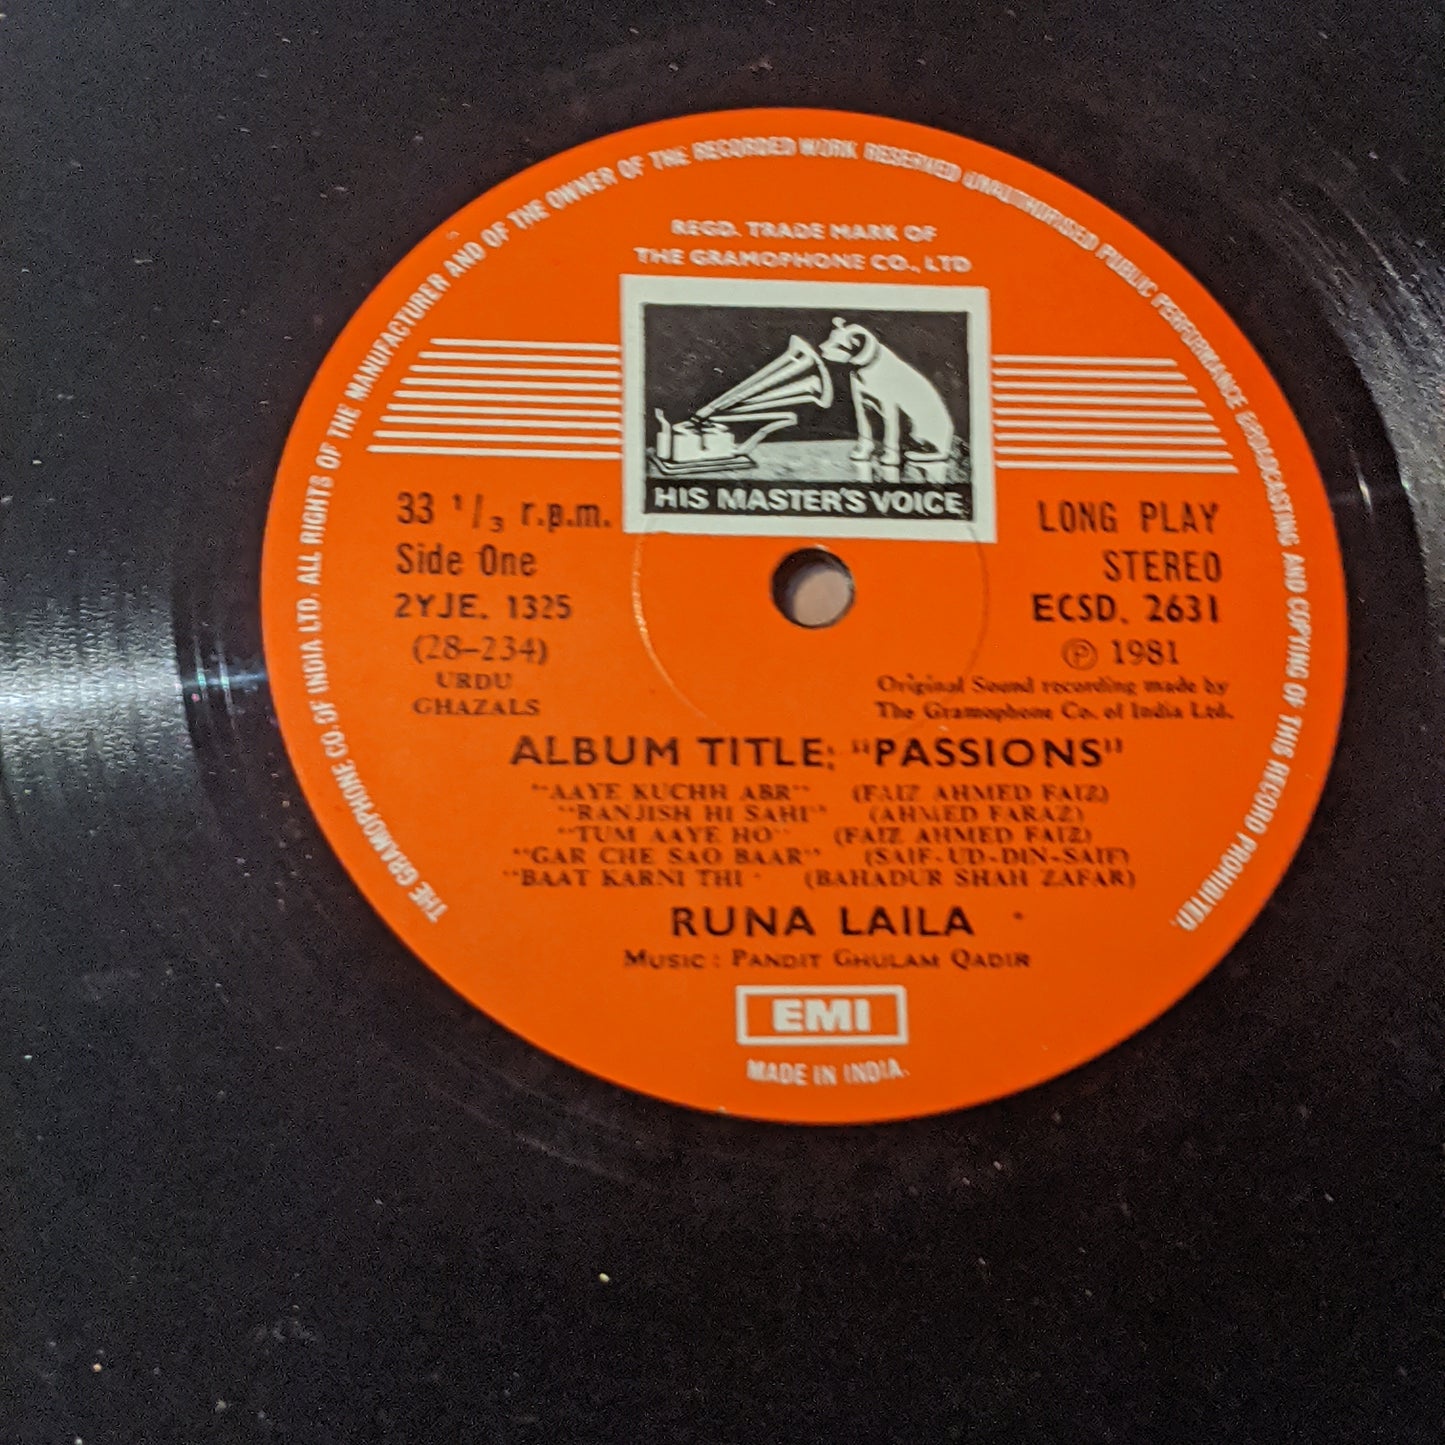 THE GRAMOPHONE CO. OF INDIA LTD. ALL RIGHTS OF THE MANUFACTURER AND OF THE OWNER OF THE RECORDED WORK RESERVED UNAUTHORISED PUBLIC PERFORMANCE BROADCASTING AND COPYING OF THIS RECORD PROHIBITED.
REGD. TRADE MARK OF
THE GRAMOPHONE CO., LTD
HIS MASTER'S VOICE
33 1/3 r.p.m.
Side One
2YJE. 1325
(28-234)
URDU
GHAZALS
LONG PLAY
STEREO
ECSD. 2631
℗ 1981
Original Sound recording made by
The Gramophone Co. of India Ltd.
ALBUM TITLE; "PASSIONS"
"AAYE KUCHH ABR" (FAIZ AHMED FAIZ)
"RANJISH HI SAHI" (AHMED FARAZ)
"TUM AAYE HO" (FAIZ AHMED FAIZ)
"GAR CHE SAO BAAR" (SAIF-UD-DIN-SAIF)
"BAAT KARNI THI" (BAHADUR SHAH ZAFAR)
RUNA LAILA
MUSIC: PANDIT GHULAM QADIR
EMI
MADE IN INDIA.